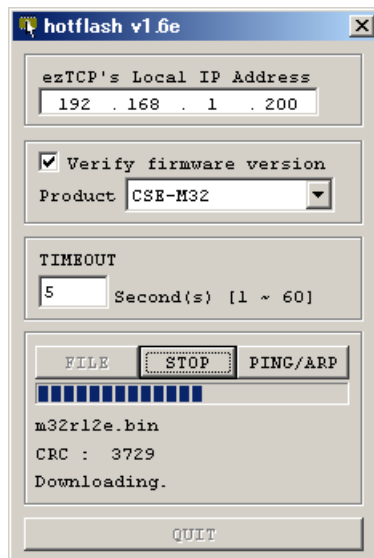 hotflash v1.6e
ezTCP's Local IP Address
192 . 168 . 1 . 200
Verify firmware version
Product CSE-M32
TIMEOUT
5 Second(s) [1 ~ 60]
FILE STOP PING/ARP
m32rl2e.bin
CRC : 3729
Downloading.
QUIT